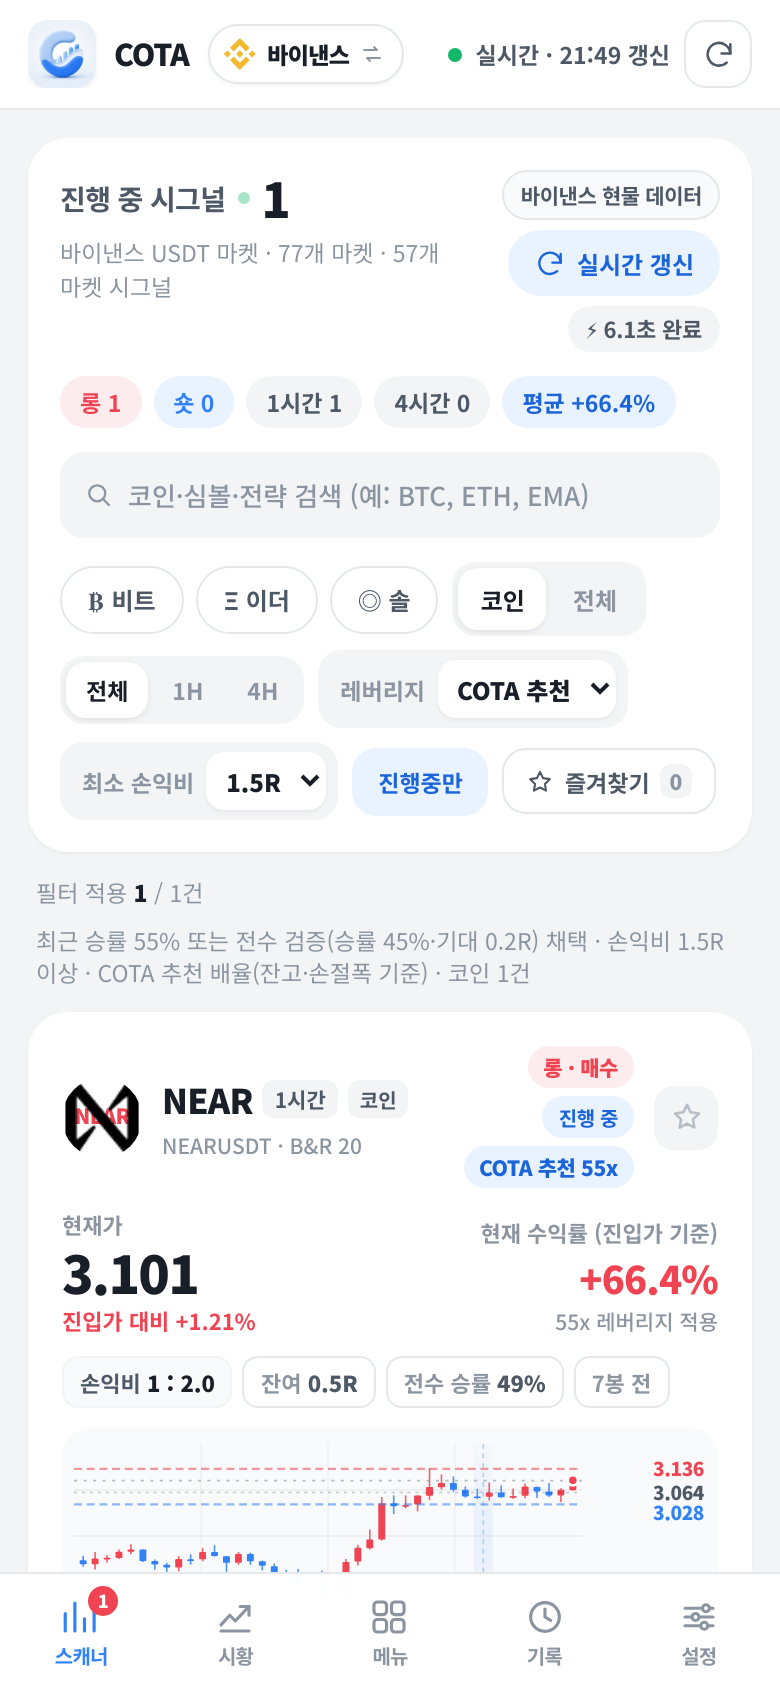 COTA
바이낸스
실시간 · 21:49 갱신
진행 중 시그널 1
바이낸스 현물 데이터
바이낸스 USDT 마켓 · 77개 마켓 · 57개
마켓 시그널
실시간 갱신
⚡ 6.1초 완료
롱 1 숏 0 1시간 1 4시간 0 평균 +66.4%
코인·심볼·전략 검색 (예: BTC, ETH, EMA)
₿ 비트 Ξ 이더 ◎ 솔 코인 전체
전체 1H 4H 레버리지 COTA 추천
최소 손익비 1.5R 진행중만 즐겨찾기 0
필터 적용 1 / 1건
최근 승률 55% 또는 전수 검증(승률 45%·기대 0.2R) 채택 · 손익비 1.5R
이상 · COTA 추천 배율(잔고·손절폭 기준) · 코인 1건
NEAR
NEAR 1시간 코인
NEARUSDT · B&R 20
롱 · 매수
진행 중
COTA 추천 55x
현재가
3.101
진입가 대비 +1.21%
현재 수익률 (진입가 기준)
+66.4%
55x 레버리지 적용
손익비 1 : 2.0 잔여 0.5R 전수 승률 49% 7봉 전
3.136
3.064
3.028
1
스캐너 시황 메뉴 기록 설정